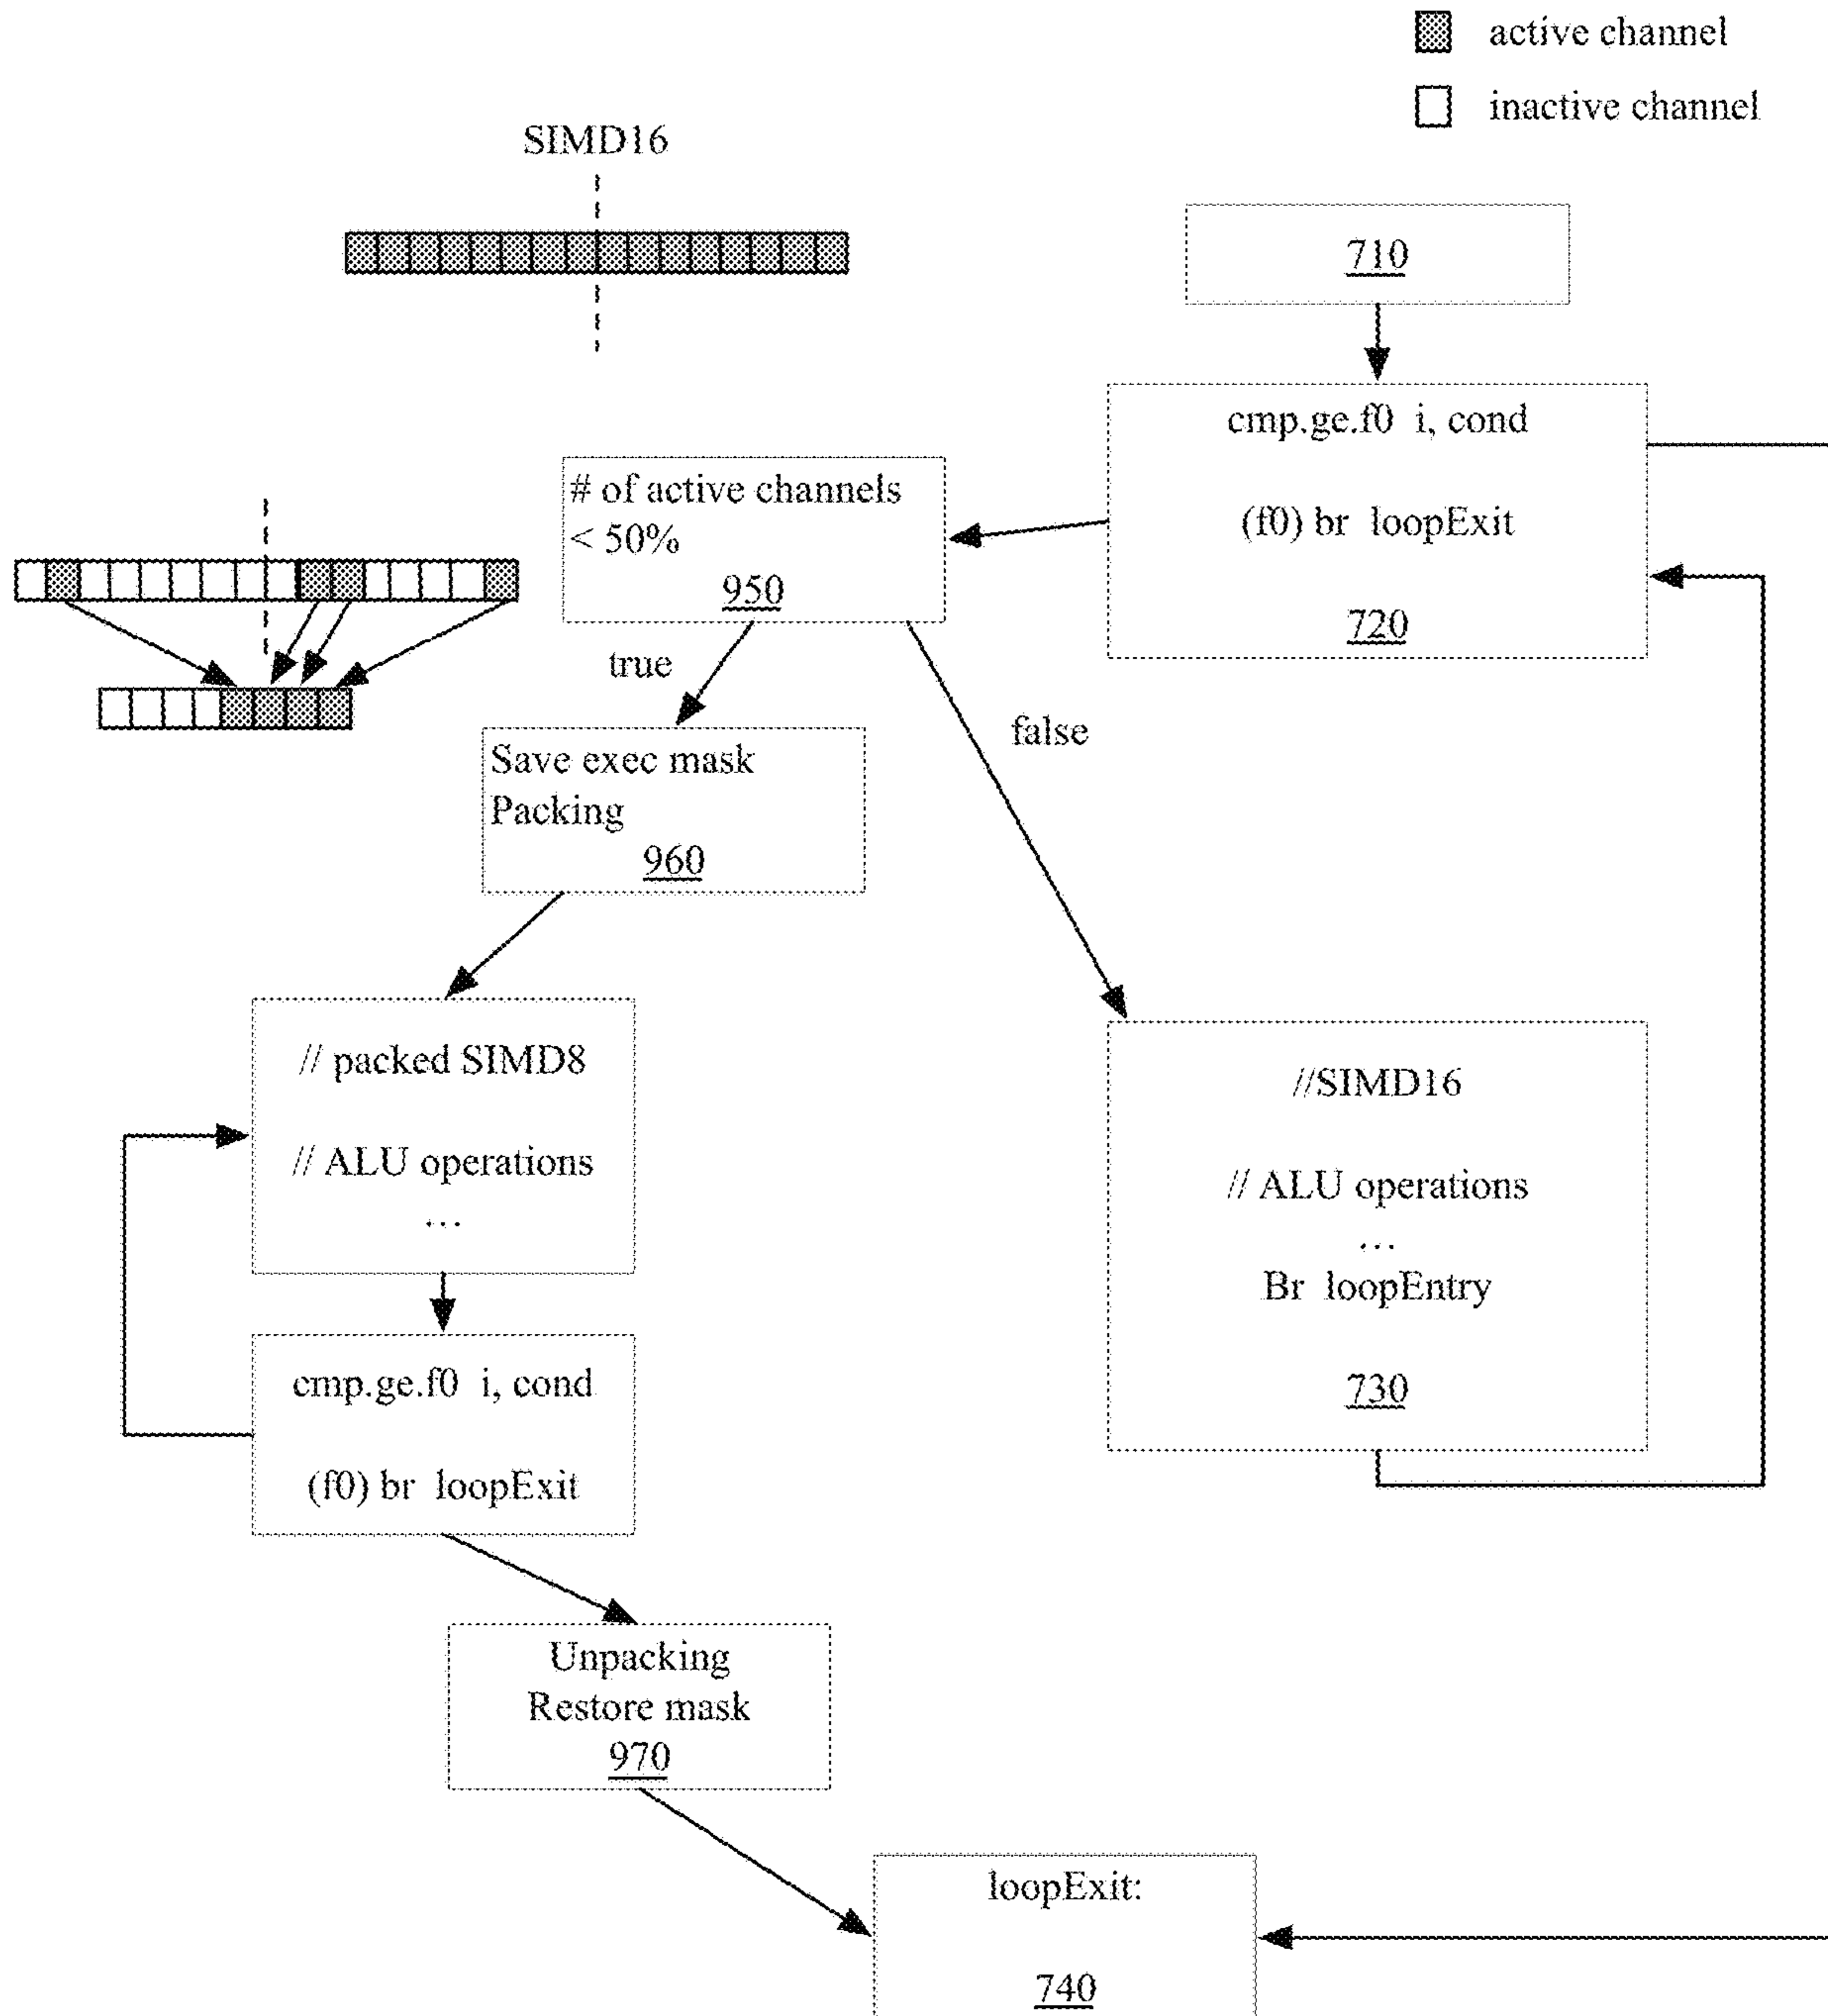 active channel
inactive channel
SIMD16
710
cmp.ge.f0 i, cond
(f0) br loopExit
720
# of active channels
< 50%
950
true
false
Save exec mask
Packing
960
// packed SIMD8
// ALU operations
...
cmp.ge.f0 i, cond
(f0) br loopExit
//SIMD16
// ALU operations
...
Br loopEntry
730
Unpacking
Restore mask
970
loopExit:
740